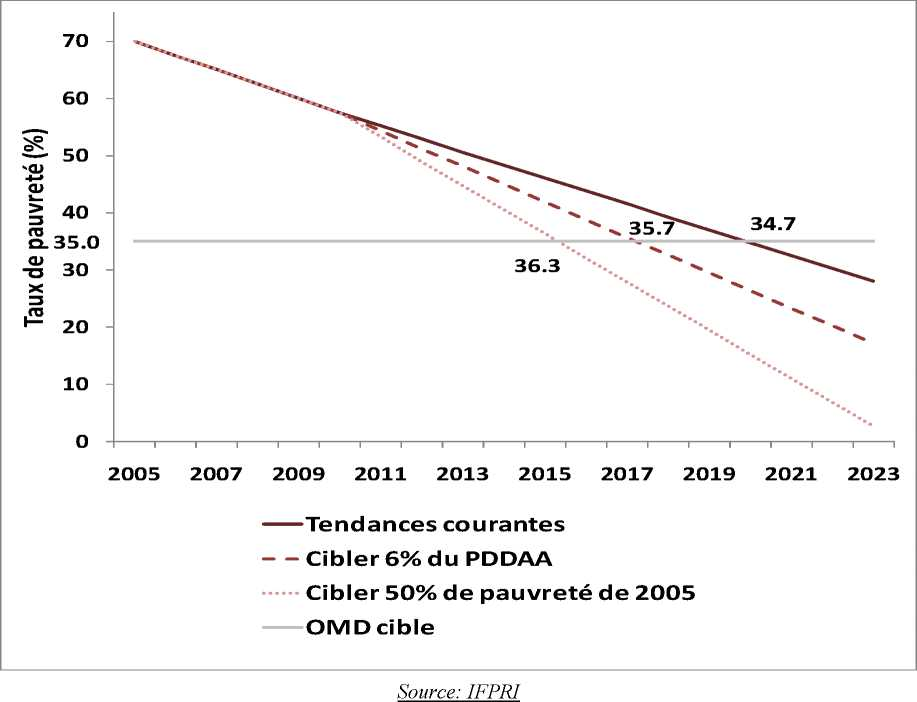 Taux de pauvreté (%)
70
60
50
40
35.0
30
20
10
0
36.3
35.7
34.7
2005 2007 2009 2011 2013 2015 2017 2019 2021 2023
Tendances courantes
Cibler 6% du PDDAA
Cibler 50% de pauvreté de 2005
OMD cible
Source: IFPRI